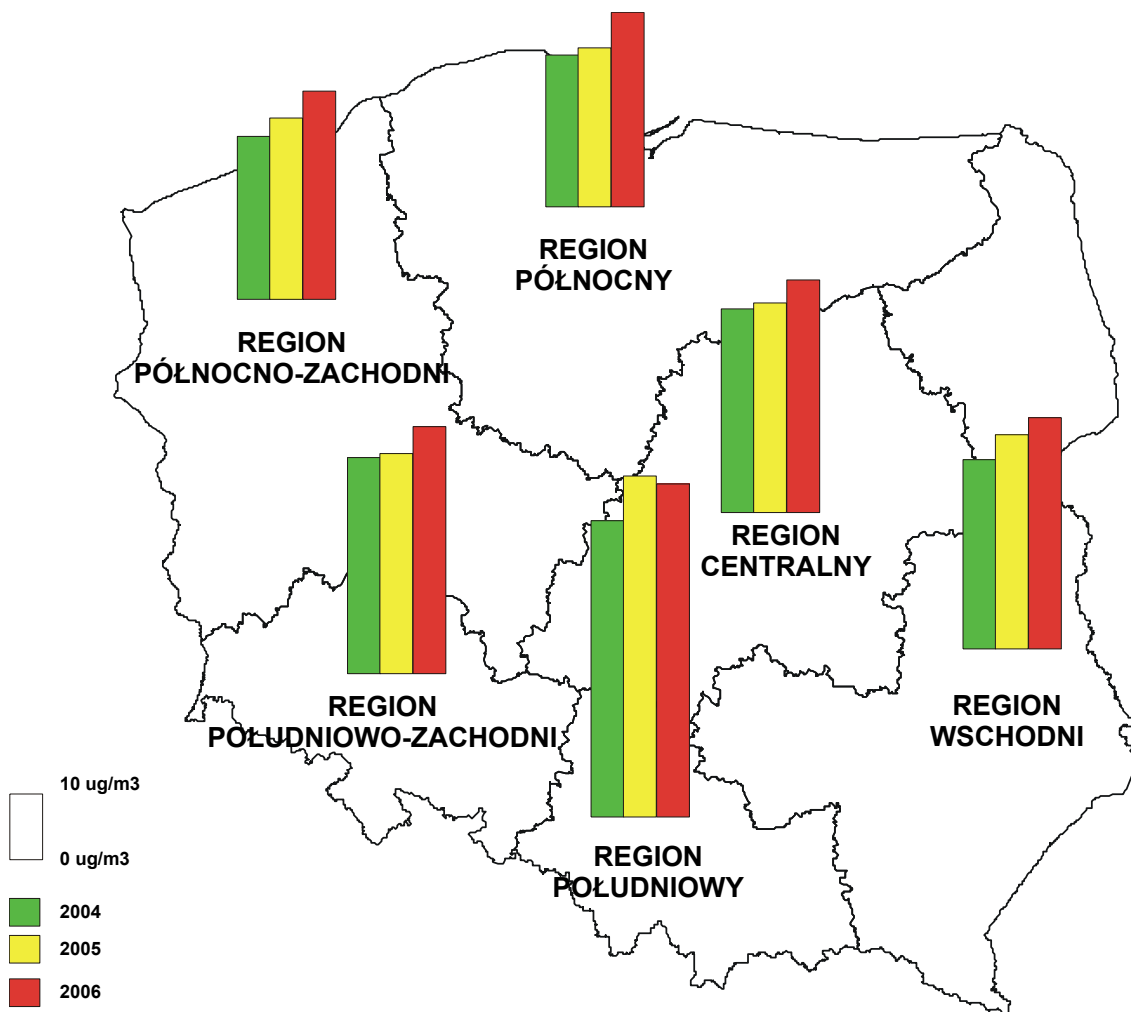 REGION
PÓŁNOCNY
REGION
PÓŁNOCNO-ZACHODNI
REGION
CENTRALNY
REGION
POŁUDNIOWO-ZACHODNI
REGION
WSCHODNI
REGION
POŁUDNIOWY
10 ug/m3
0 ug/m3
2004
2005
2006